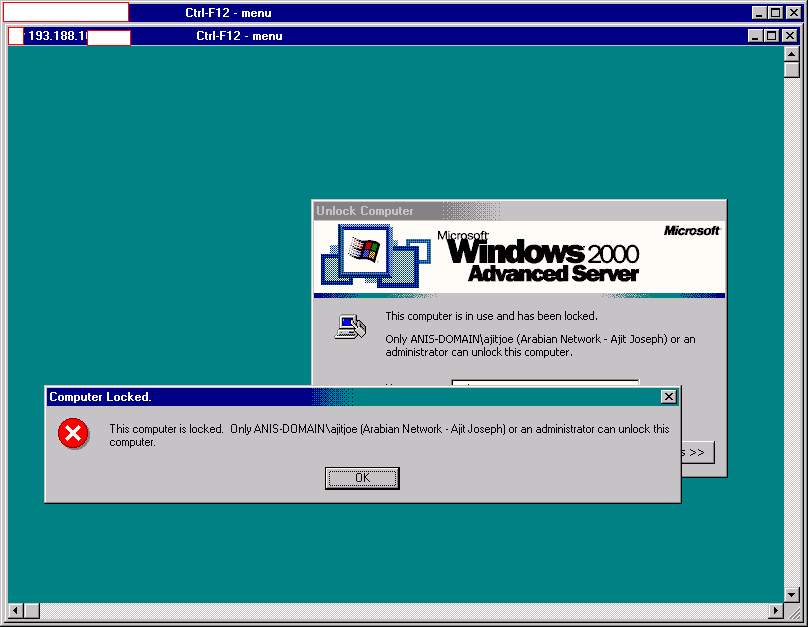 Ctrl-F12 - menu
193.188.1 Ctrl-F12 - menu
Unlock Computer
Microsoft
Microsoft
Windows 2000
Advanced Server
This computer is in use and has been locked.
Only ANIS-DOMAIN\ajitjoe (Arabian Network - Ajit Joseph) or an
administrator can unlock this computer.
Computer Locked.
This computer is locked. Only ANIS-DOMAIN\ajitjoe (Arabian Network - Ajit Joseph) or an administrator can unlock this
computer.
s >>
OK